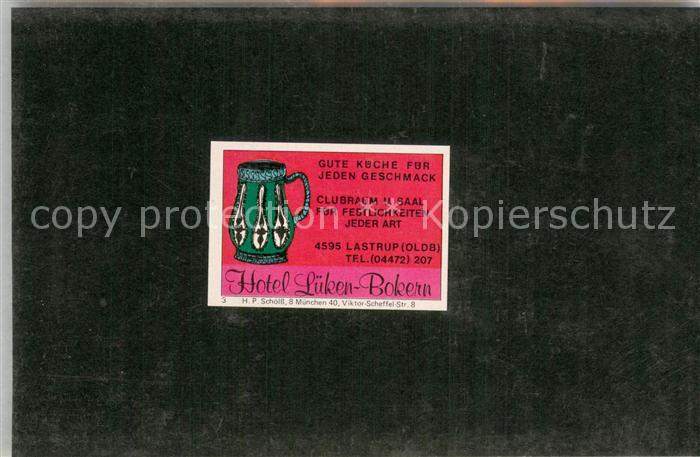 GUTE KÜCHE FÜR
JEDEN GESCHMACK
CLUBRAUM U. SAAL
FÜR FESTLICHKEITEN
JEDER ART
copy protection Kopierschutz
4595 LASTRUP (OLDB)
TEL. (04472) 207
Hotel Lüken-Bokern
3 H. P. Schölß, 8 München 40, Viktor-Scheffel-Str. 8